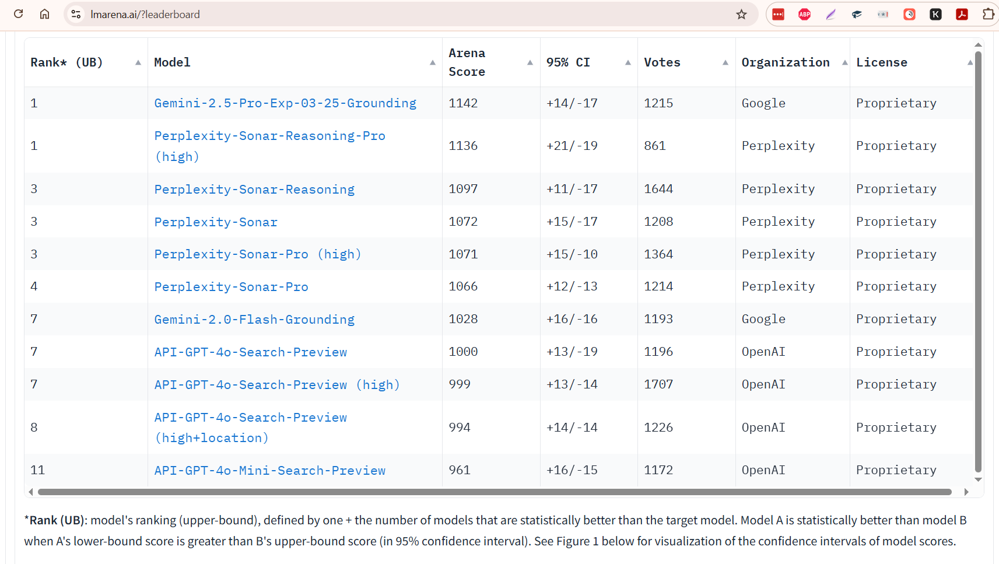 lmarena.ai/?leaderboard
ABP
K
Rank* (UB) Model Arena Score 95% CI Votes Organization License
1 Gemini-2.5-Pro-Exp-03-25-Grounding 1142 +14/-17 1215 Google Proprietary
1 Perplexity-Sonar-Reasoning-Pro (high) 1136 +21/-19 861 Perplexity Proprietary
3 Perplexity-Sonar-Reasoning 1097 +11/-17 1644 Perplexity Proprietary
3 Perplexity-Sonar 1072 +15/-17 1208 Perplexity Proprietary
3 Perplexity-Sonar-Pro (high) 1071 +15/-10 1364 Perplexity Proprietary
4 Perplexity-Sonar-Pro 1066 +12/-13 1214 Perplexity Proprietary
7 Gemini-2.0-Flash-Grounding 1028 +16/-16 1193 Google Proprietary
7 API-GPT-4o-Search-Preview 1000 +13/-19 1196 OpenAI Proprietary
7 API-GPT-4o-Search-Preview (high) 999 +13/-14 1707 OpenAI Proprietary
8 API-GPT-4o-Search-Preview (high+location) 994 +14/-14 1226 OpenAI Proprietary
11 API-GPT-4o-Mini-Search-Preview 961 +16/-15 1172 OpenAI Proprietary
*Rank (UB): model's ranking (upper-bound), defined by one + the number of models that are statistically better than the target model. Model A is statistically better than model B
when A's lower-bound score is greater than B's upper-bound score (in 95% confidence interval). See Figure 1 below for visualization of the confidence intervals of model scores.